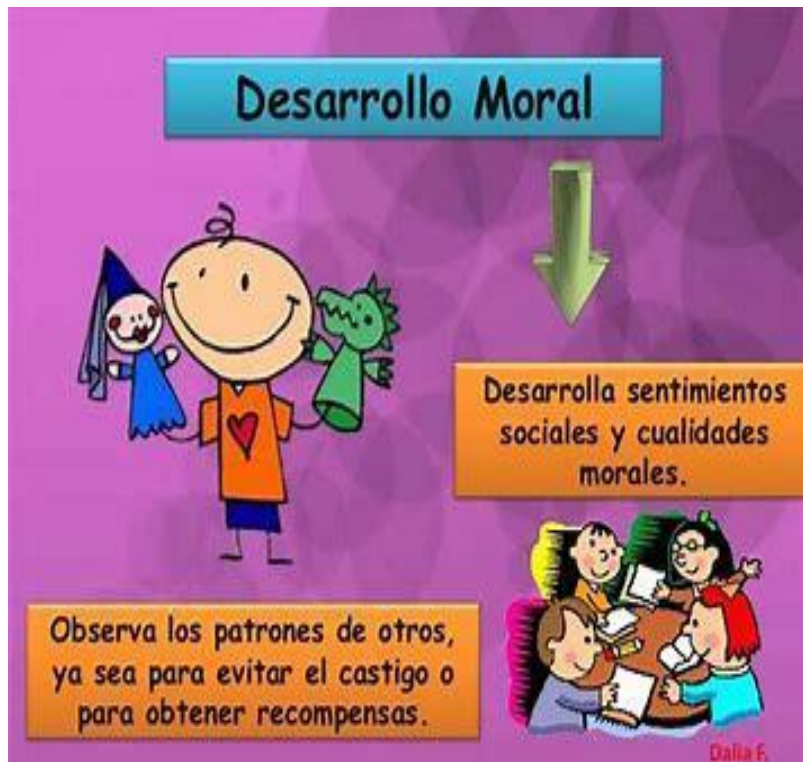 Desarrollo Moral
Desarrolla sentimientos
sociales y cualidades
morales.
Observa los patrones de otros,
ya sea para evitar el castigo o
para obtener recompensas.
Dalia F.